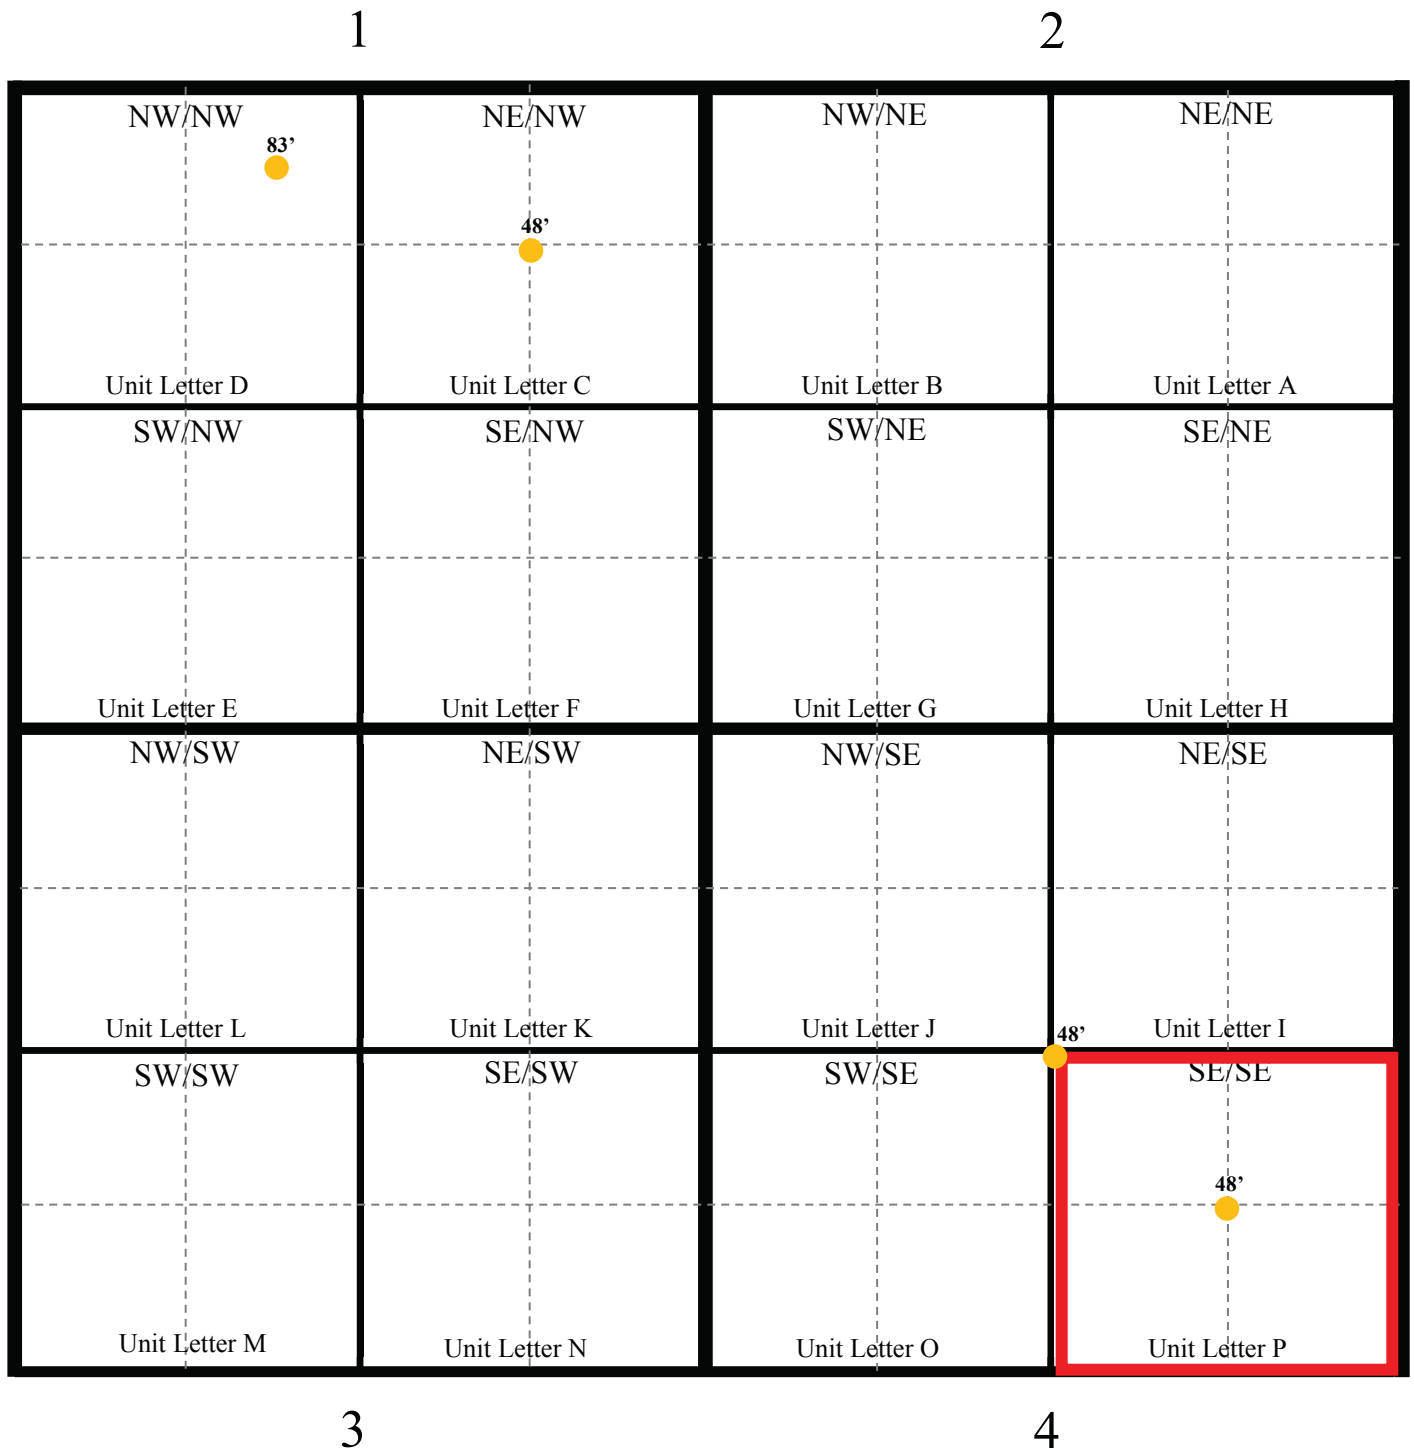 1 2
NW/NW NE/NW NW/NE NE/NE
83’
48’
Unit Letter D Unit Letter C Unit Letter B Unit Letter A
SW/NW SE/NW SW/NE SE/NE
Unit Letter E Unit Letter F Unit Letter G Unit Letter H
NW/SW NE/SW NW/SE NE/SE
Unit Letter L Unit Letter K Unit Letter J 48’ Unit Letter I
SW/SW SE/SW SW/SE SE/SE
48’
Unit Letter M Unit Letter N Unit Letter O Unit Letter P
3 4